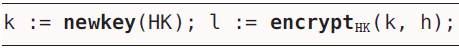 k := newkey(HK); l := encryptHK(k, h);